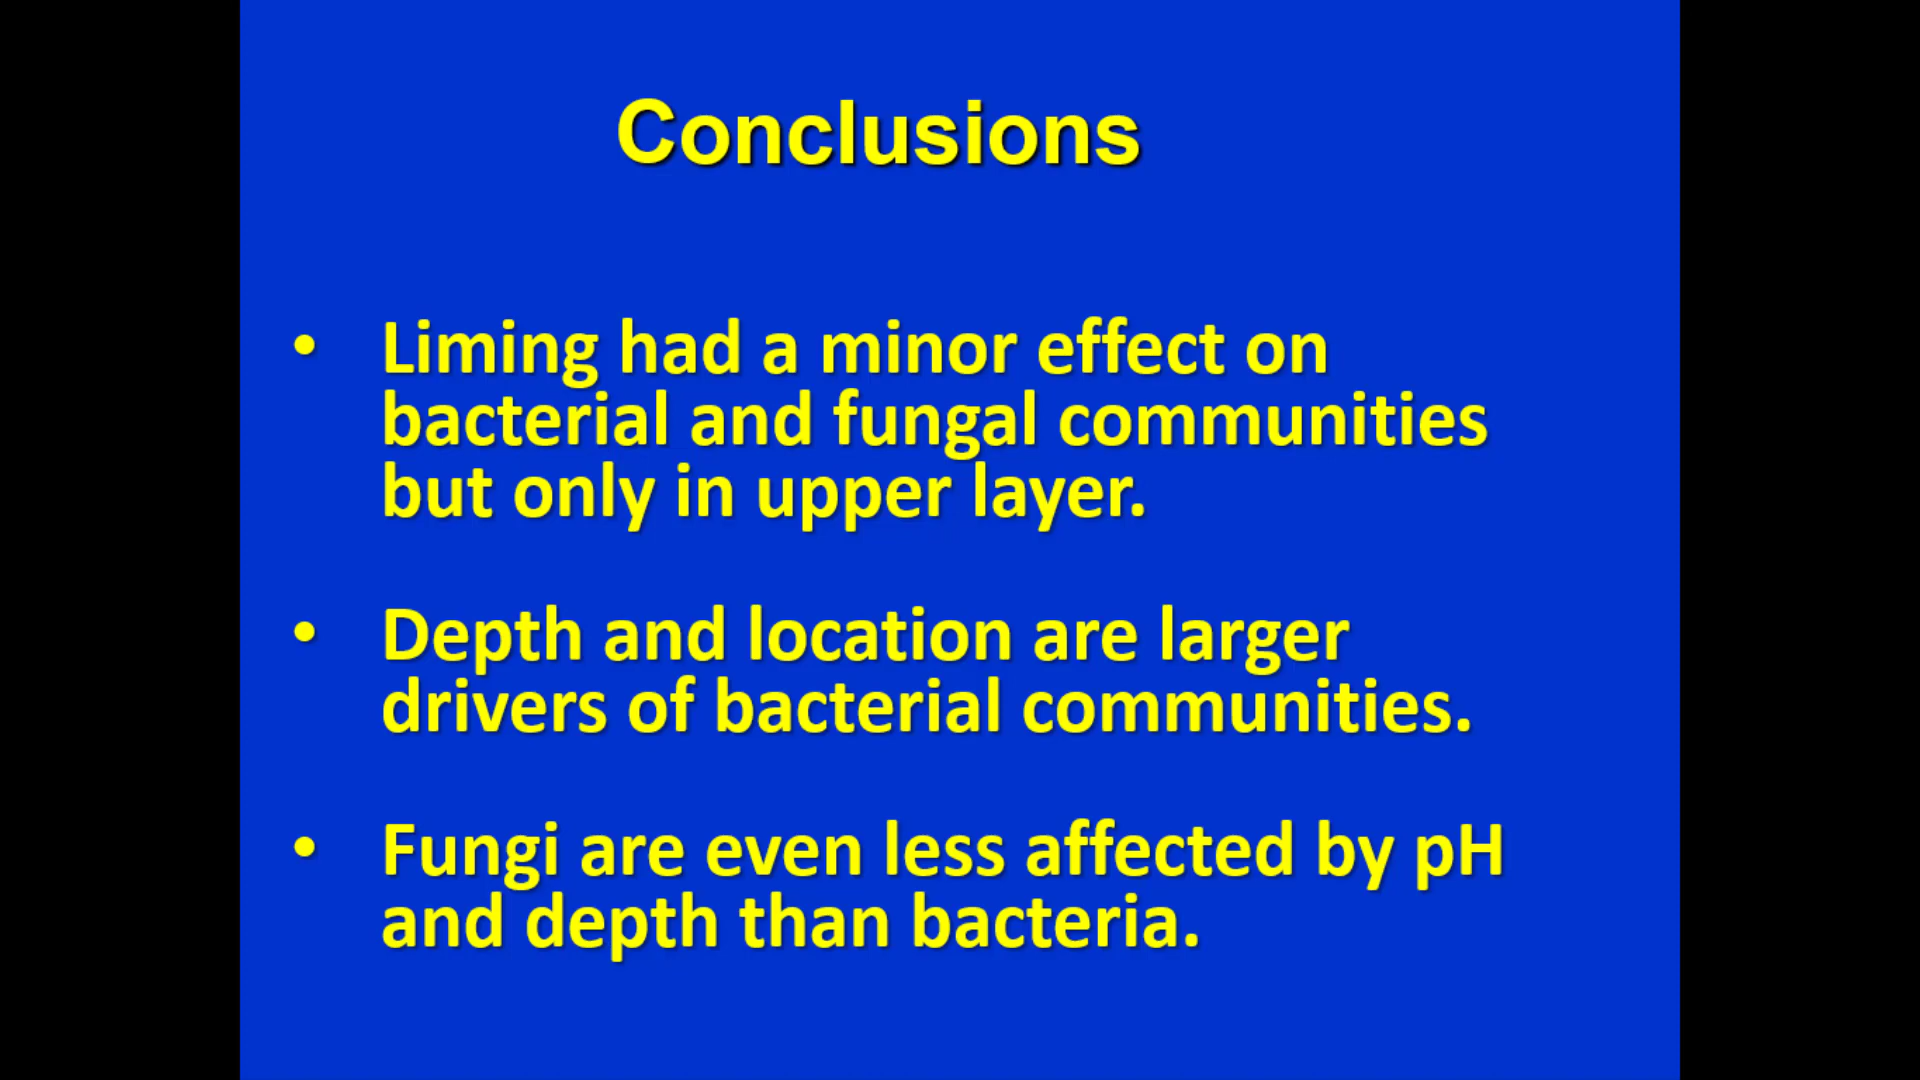 Conclusions
• Liming had a minor effect on
bacterial and fungal communities
but only in upper layer.
• Depth and location are larger
drivers of bacterial communities.
• Fungi are even less affected by pH
and depth than bacteria.